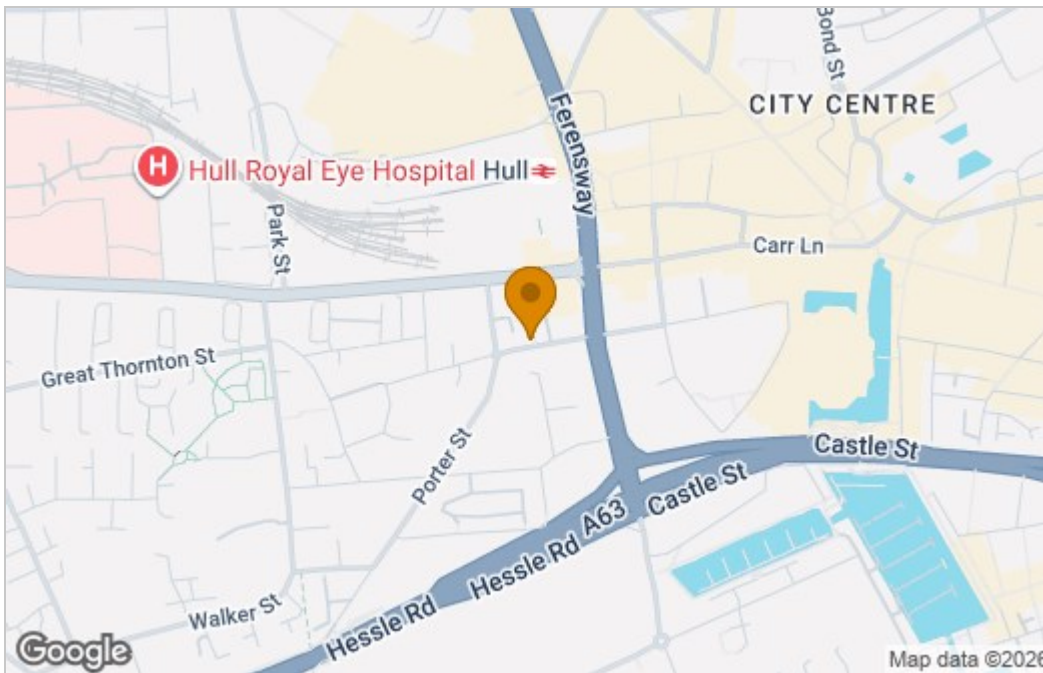 Bond St
CITY CENTRE
Ferensway
H
Hull Royal Eye Hospital
Hull
Park St
Carr Ln
Great Thornton St
Porter St
Castle St
Castle St
A63
Hessle Rd
Walker St
Hessle Rd
Google
Map data ©2026